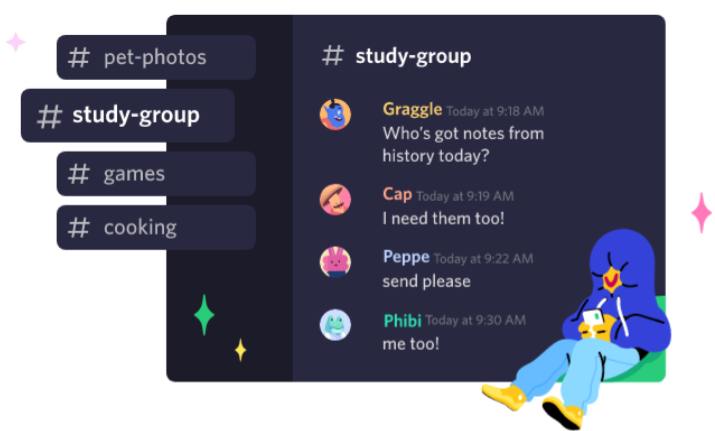 # pet-photos
# study-group
# games
# cooking
# study-group
Graggle Today at 9:18 AM
Who's got notes from
history today?
Cap Today at 9:19 AM
I need them too!
Peppe Today at 9:22 AM
send please
Phibi Today at 9:30 AM
me too!